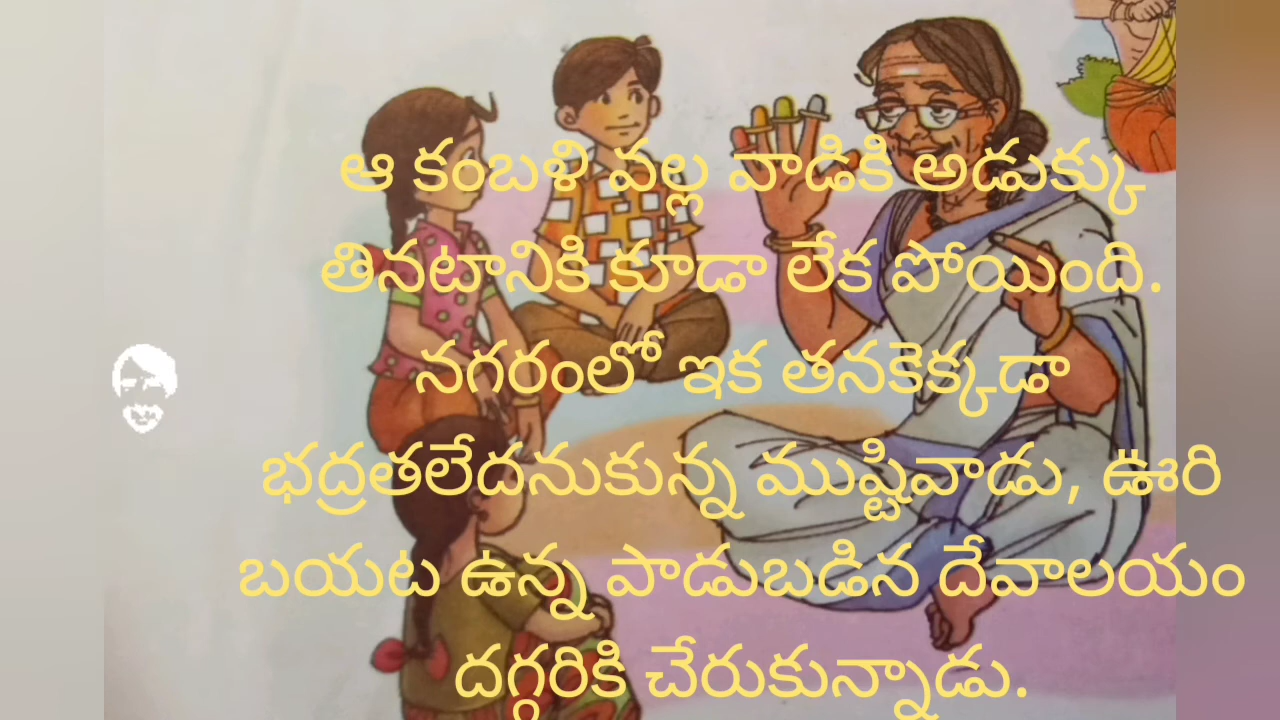 ఆ కంబళి వల్ల వాడికి అడుక్కు
తినటానికి కూడా లేక పోయింది.
నగరంలో ఇక తనకెక్కడా
భద్రతలేదనుకున్న ముష్టివాడు, ఊరి
బయట ఉన్న పాడుబడిన దేవాలయం
దగ్గరికి చేరుకున్నాడు.